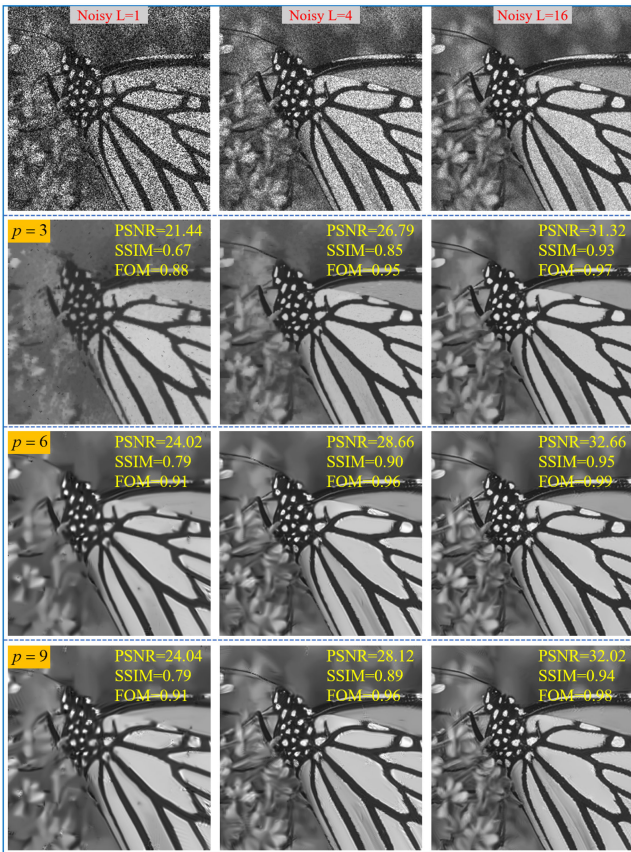 Noisy L=1
Noisy L=4
Noisy L=16
p = 3
PSNR=21.44
SSIM=0.67
FOM=0.88
PSNR=26.79
SSIM=0.85
FOM=0.95
PSNR=31.32
SSIM=0.93
FOM=0.97
p = 6
PSNR=24.02
SSIM=0.79
FOM=0.91
PSNR=28.66
SSIM=0.90
FOM=0.96
PSNR=32.66
SSIM=0.95
FOM=0.99
p = 9
PSNR=24.04
SSIM=0.79
FOM=0.91
PSNR=28.12
SSIM=0.89
FOM=0.96
PSNR=32.02
SSIM=0.94
FOM=0.98